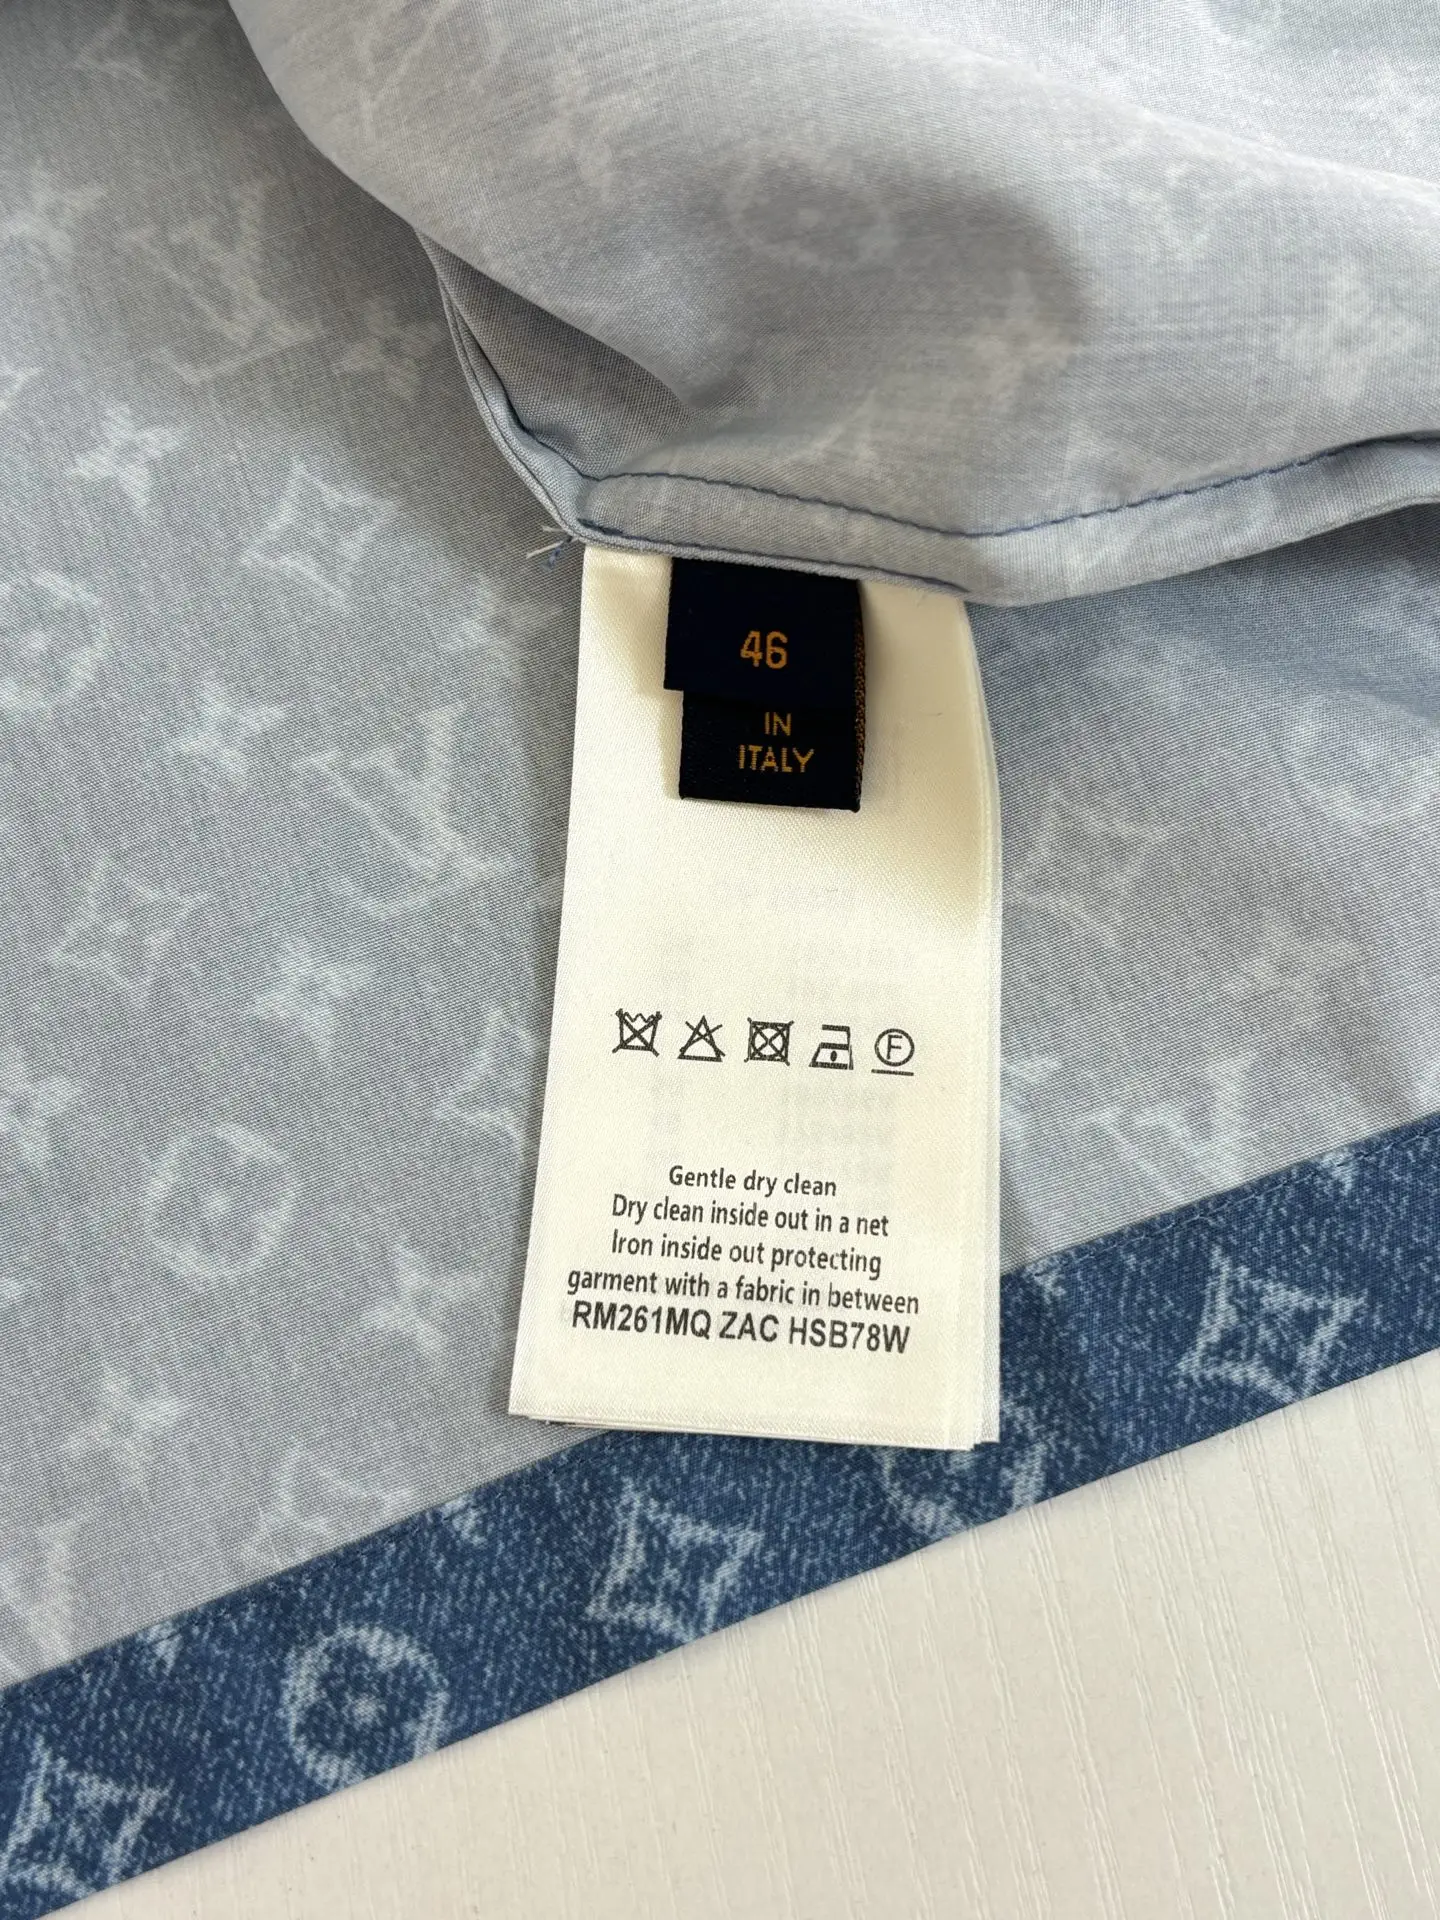 46
IN
ITALY
F
Gentle dry clean
Dry clean inside out in a net
Iron inside out protecting
garment with a fabric in between
RM261MQ ZAC HSB78W